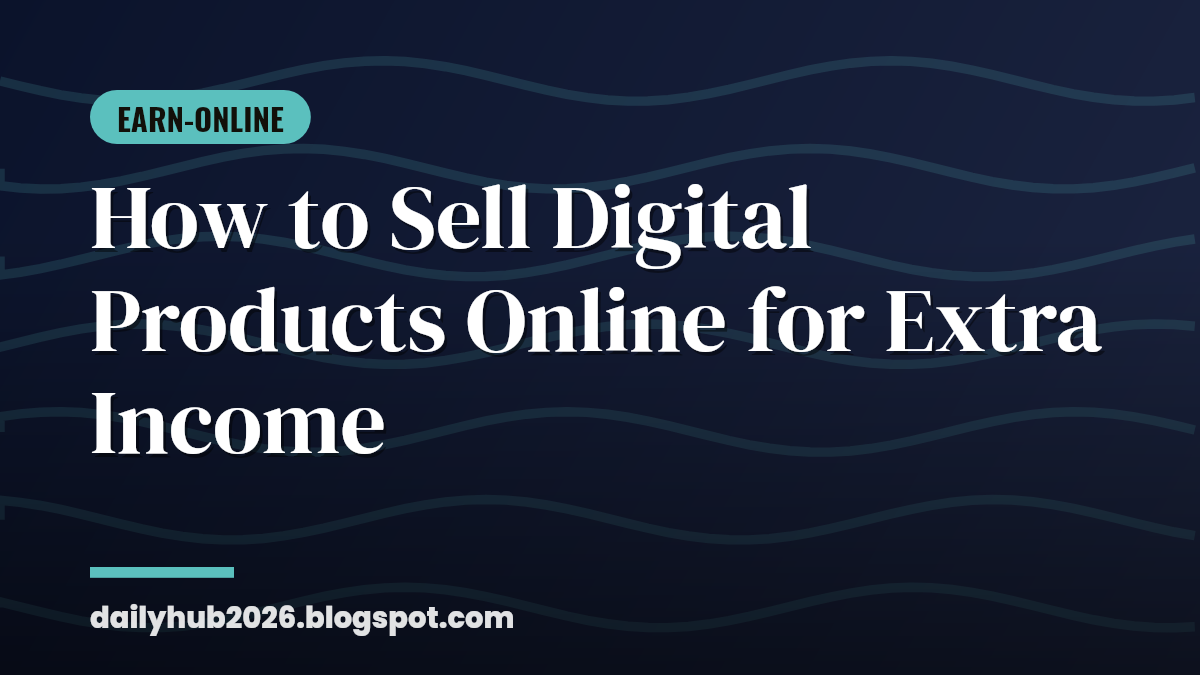 EARN-ONLINE
How to Sell Digital
Products Online for Extra
Income
dailyhub2026.blogspot.com